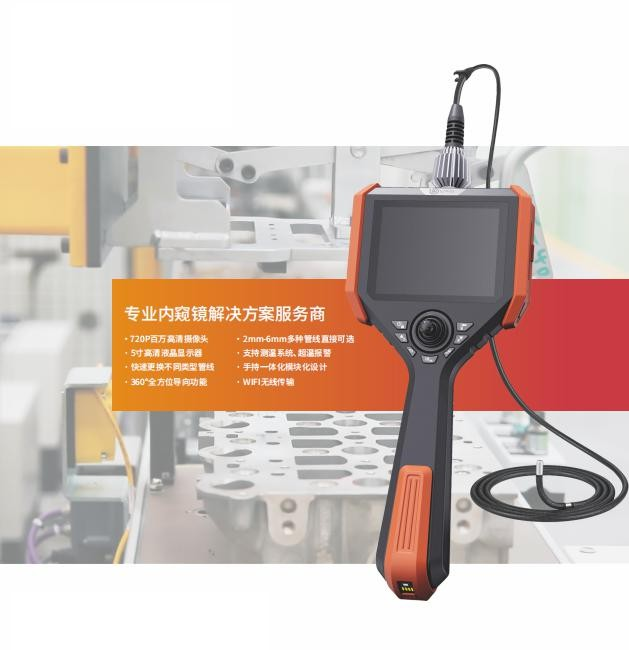 专业内窥镜解决方案服务商
· 720P百万高清摄像头
· 2mm-6mm多种管线直接可选
· 5寸高清液晶显示器
· 支持测温系统、超温报警
· 快速更换不同类型管线
· 手持一体化模块化设计
· 360°全方位导向功能
· WIFI无线传输